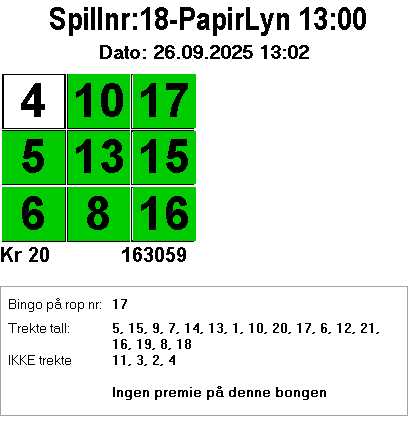 Spillnr:18-PapirLyn 13:00
Dato: 26.09.2025 13:02
4 10 17
5 13 15
6 8 16
Kr 20 163059
Bingo på rop nr: 17
Trekte tall: 5, 15, 9, 7, 14, 13, 1, 10, 20, 17, 6, 12, 21,
16, 19, 8, 18
IKKE trekte 11, 3, 2, 4
Ingen premie på denne bongen